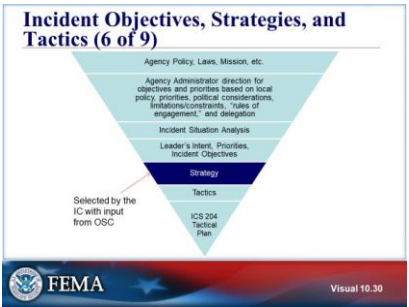 Incident Objectives, Strategies, and
Tactics (6 of 9)
Agency Policy, Laws, Mission, etc.
Agency Administrator direction for
objectives and priorities based on local
policy, priorities, political considerations,
"limitations/constraints, "rules of
engagement," and delegation
Incident Situation Analysis
Leader's Intent, Priorities,
Incident Objectives
Strategy
Tactics
ICS 204
Tactical
Plan
Selected by the
IC with input
from OSC
FEMA
Visual 10.30